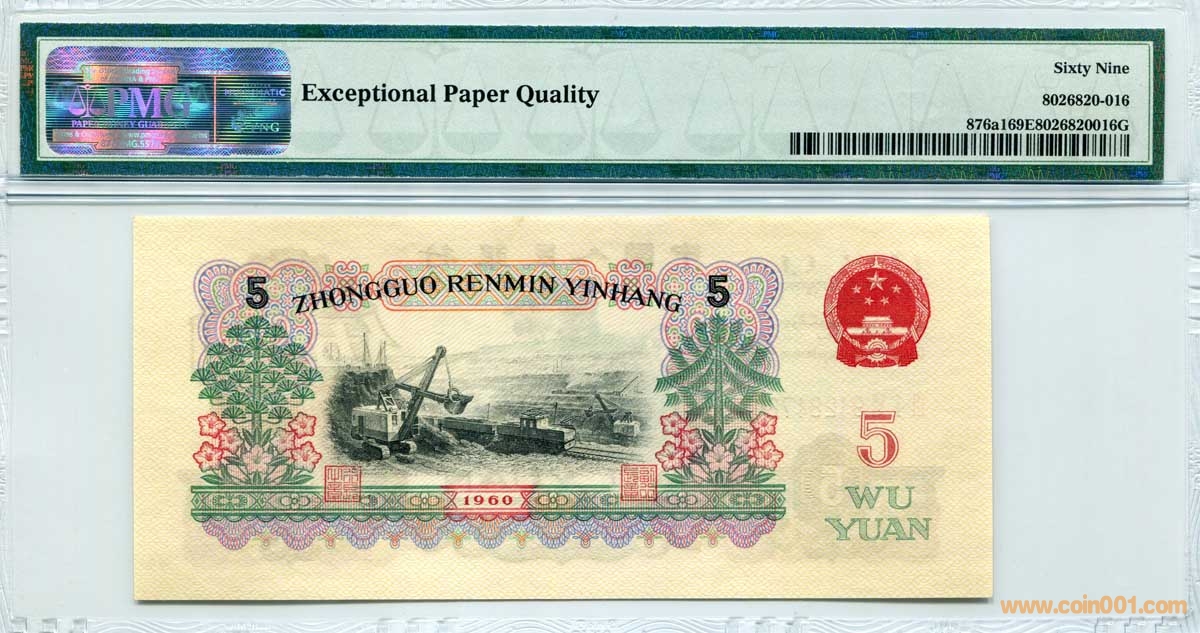 PMG
Exceptional Paper Quality
Sixty Nine
8026820-016
876a169E8026820016G
5 ZHONGGUO RENMIN YINHANG 5
5
1960
WU
YUAN
www.coin001.com